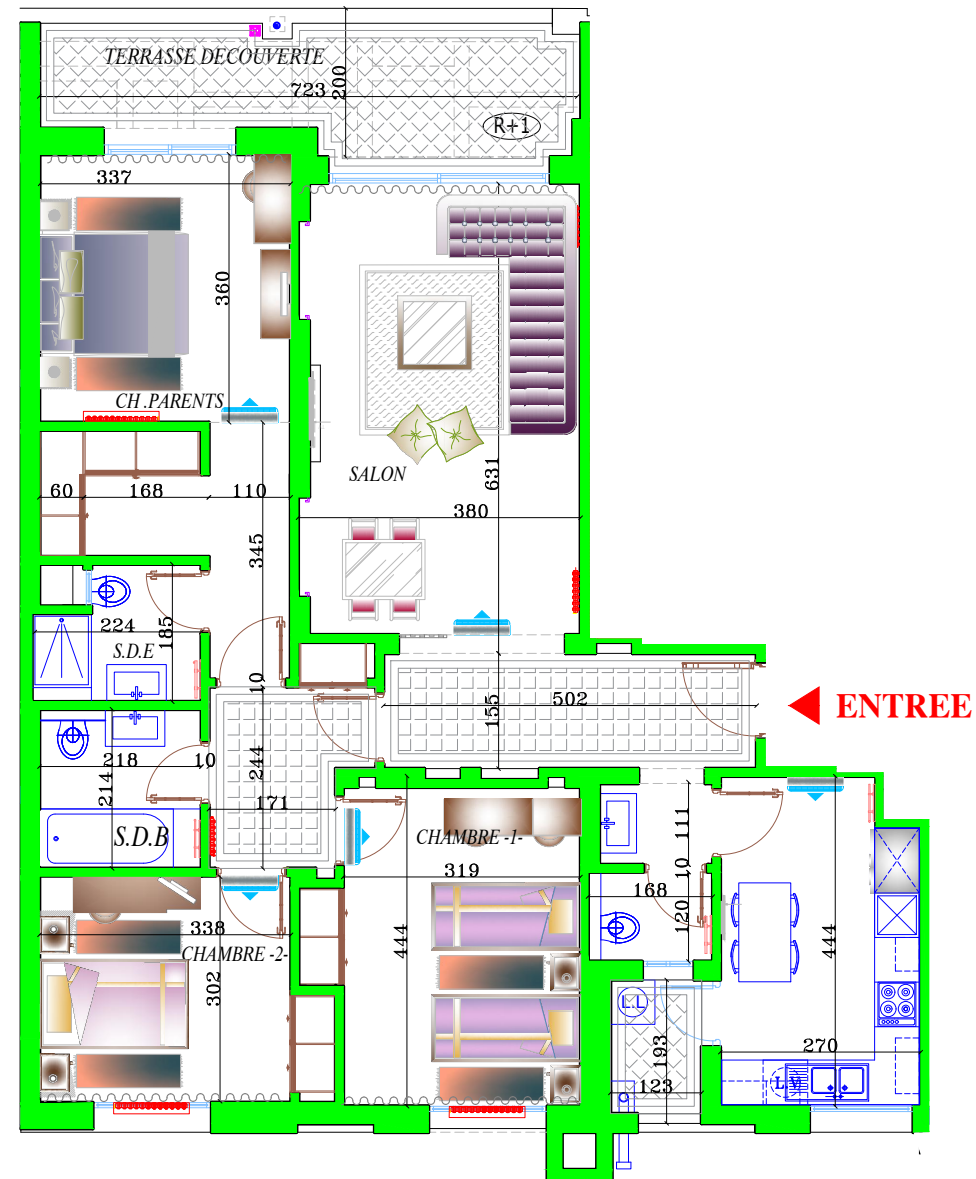 TERRASSE DECOUVERTE
200
723
R+1
337
360
CH .PARENTS
SALON
631
60
168
110
380
345
224
185
S.D.E
10
502
155
ENTREE
218
10
244
214
171
S.D.B
CHAMBRE -1-
111
319
10
168
120
338
CHAMBRE -2-
444
444
302
L.L
193
270
123
L.V